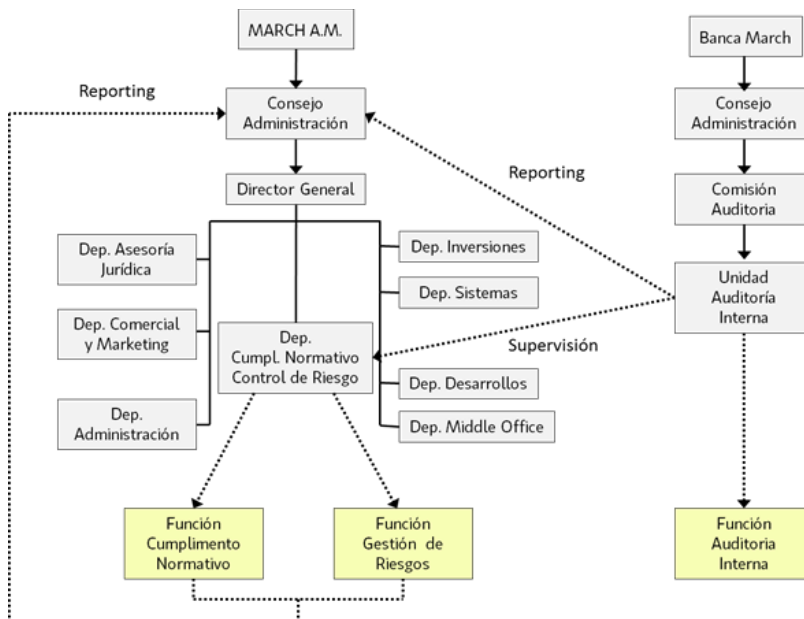 MARCH A.M.
Banca March
Reporting
Consejo
Administración
Consejo
Administración
Reporting
Director General
Comisión
Auditoria
Dep. Asesoría
Jurídica
Dep. Inversiones
Dep. Sistemas
Unidad
Auditoría
Interna
Dep. Comercial
y Marketing
Dep.
Cumpl. Normativo
Control de Riesgo
Supervisión
Dep. Desarrollos
Dep.
Administración
Dep. Middle Office
Función
Cumplimento
Normativo
Función
Gestión de
Riesgos
Función
Auditoria
Interna